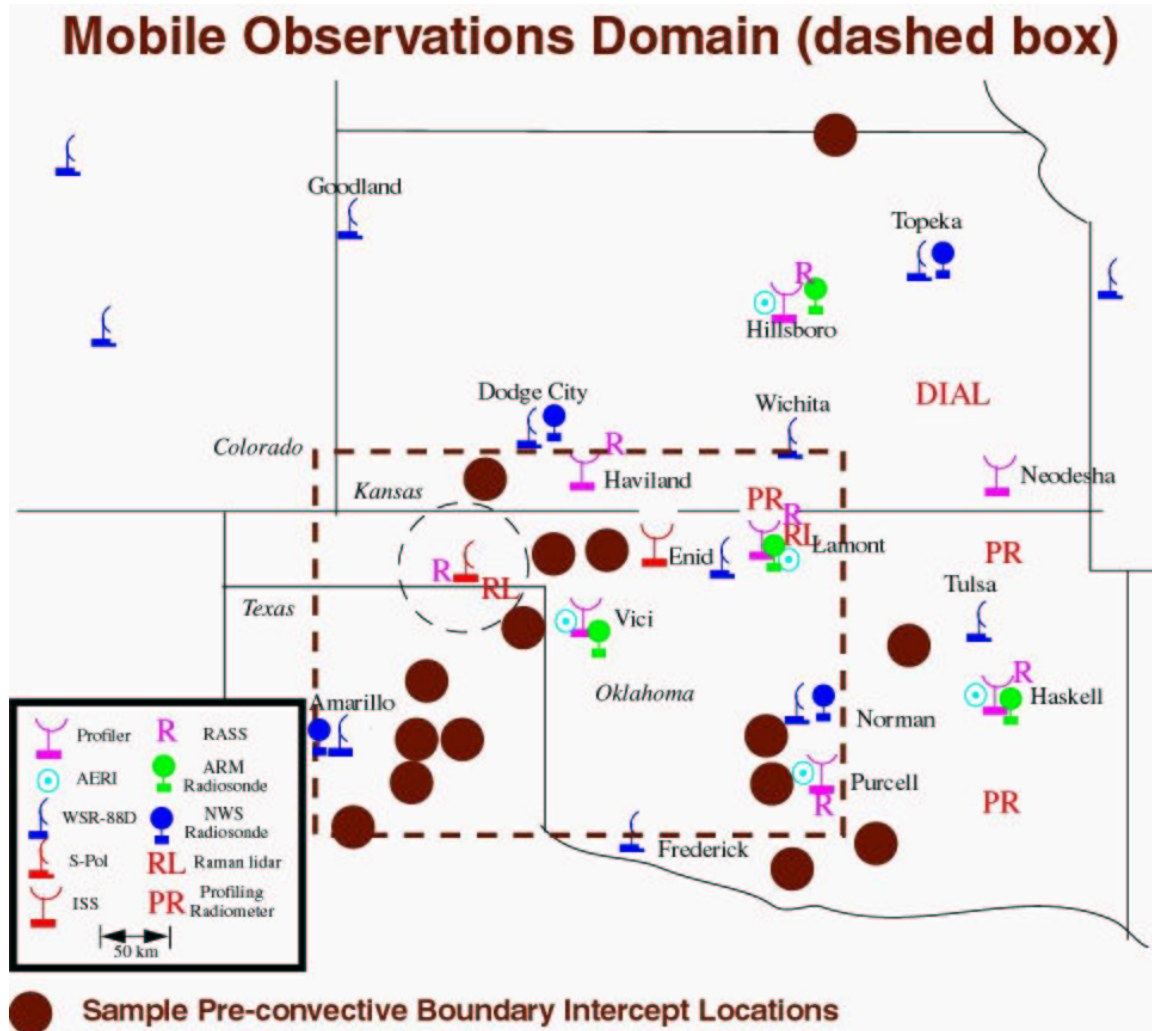 Mobile Observations Domain (dashed box)
Goodland
Topeka
R
Hillsboro
Dodge City
Wichita
DIAL
Colorado
R
Kansas
Haviland
Neodesha
PR
R
RL
Lamont
PR
Enid
R
RL
Texas
Tulsa
Vici
Oklahoma
R
Haskell
Amarillo
Norman
Purcell
R
PR
Frederick
Profiler
R
RASS
AERI
ARM
Radiosonde
WSR-88D
NWS
Radiosonde
S-Pol
RL
Raman lidar
ISS
PR
Profiling
Radiometer
50 km
Sample Pre-convective Boundary Intercept Locations